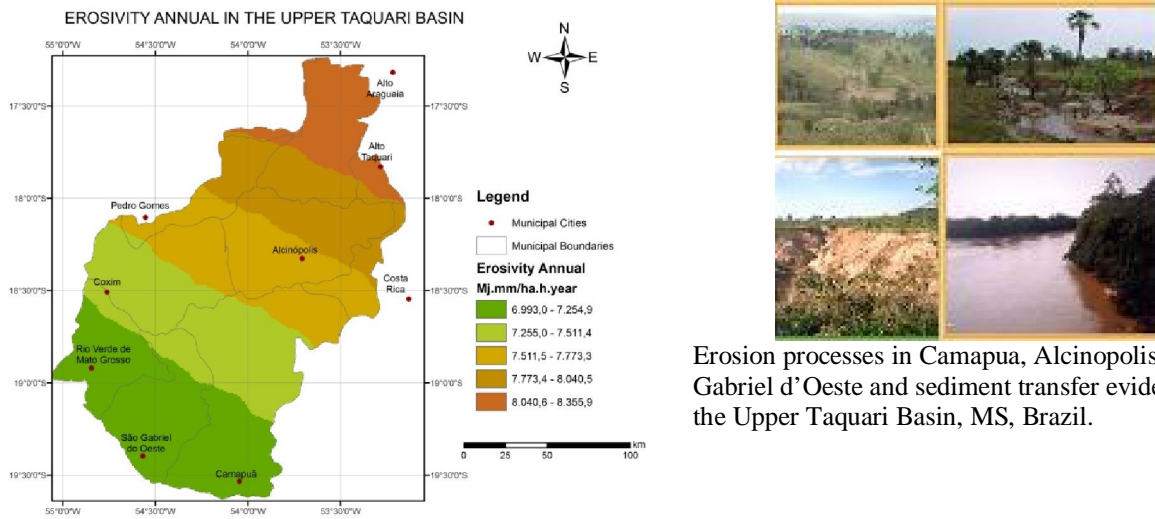 EROSIVITY ANNUAL IN THE UPPER TAQUARI BASIN
55°0'0"W 54°30'0"W 54°0'0"W 53°30'0"W
N
W E
S
Alto
Araguaia
17°30'0"S 17°30'0"S
Alto
Taquari
18°0'0"S 18°0'0"S
Pedro Gomes
Alcinópolis
Costa
Rica
Coxim
18°30'0"S 18°30'0"S
Rio Verde de
Mato Grosso
19°0'0"S 19°0'0"S
São Gabriel
do Oeste
Camapuã
19°30'0"S 19°30'0"S
55°0'0"W 54°30'0"W 54°0'0"W 53°30'0"W
Legend
Municipal Cities
Municipal Boundaries
Erosivity Annual
Mj.mm/ha.h.year
6.993,0 - 7.254,9
7.255,0 - 7.511,4
7.511,5 - 7.773,3
7.773,4 - 8.040,5
8.040,6 - 8.355,9
km
0 25 50 100
Erosion processes in Camapua, Alcinopolis
Gabriel d’Oeste and sediment transfer evide
the Upper Taquari Basin, MS, Brazil.